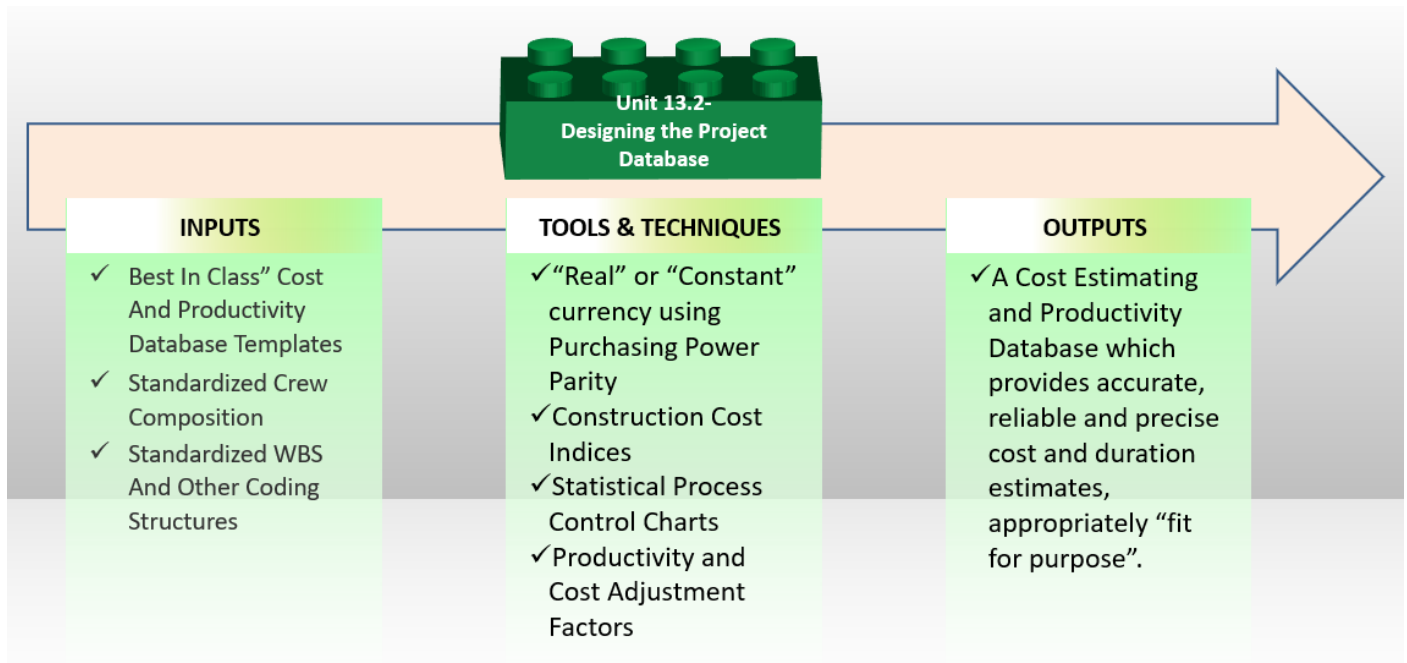 Unit 13.2-
Designing the Project
Database
INPUTS
✓ Best In Class” Cost
And Productivity
Database Templates
✓ Standardized Crew
Composition
✓ Standardized WBS
And Other Coding
Structures
TOOLS & TECHNIQUES
✓“Real” or “Constant”
currency using
Purchasing Power
Parity
✓Construction Cost
Indices
✓Statistical Process
Control Charts
✓Productivity and
Cost Adjustment
Factors
OUTPUTS
✓A Cost Estimating
and Productivity
Database which
provides accurate,
reliable and precise
cost and duration
estimates,
appropriately “fit
for purpose”.